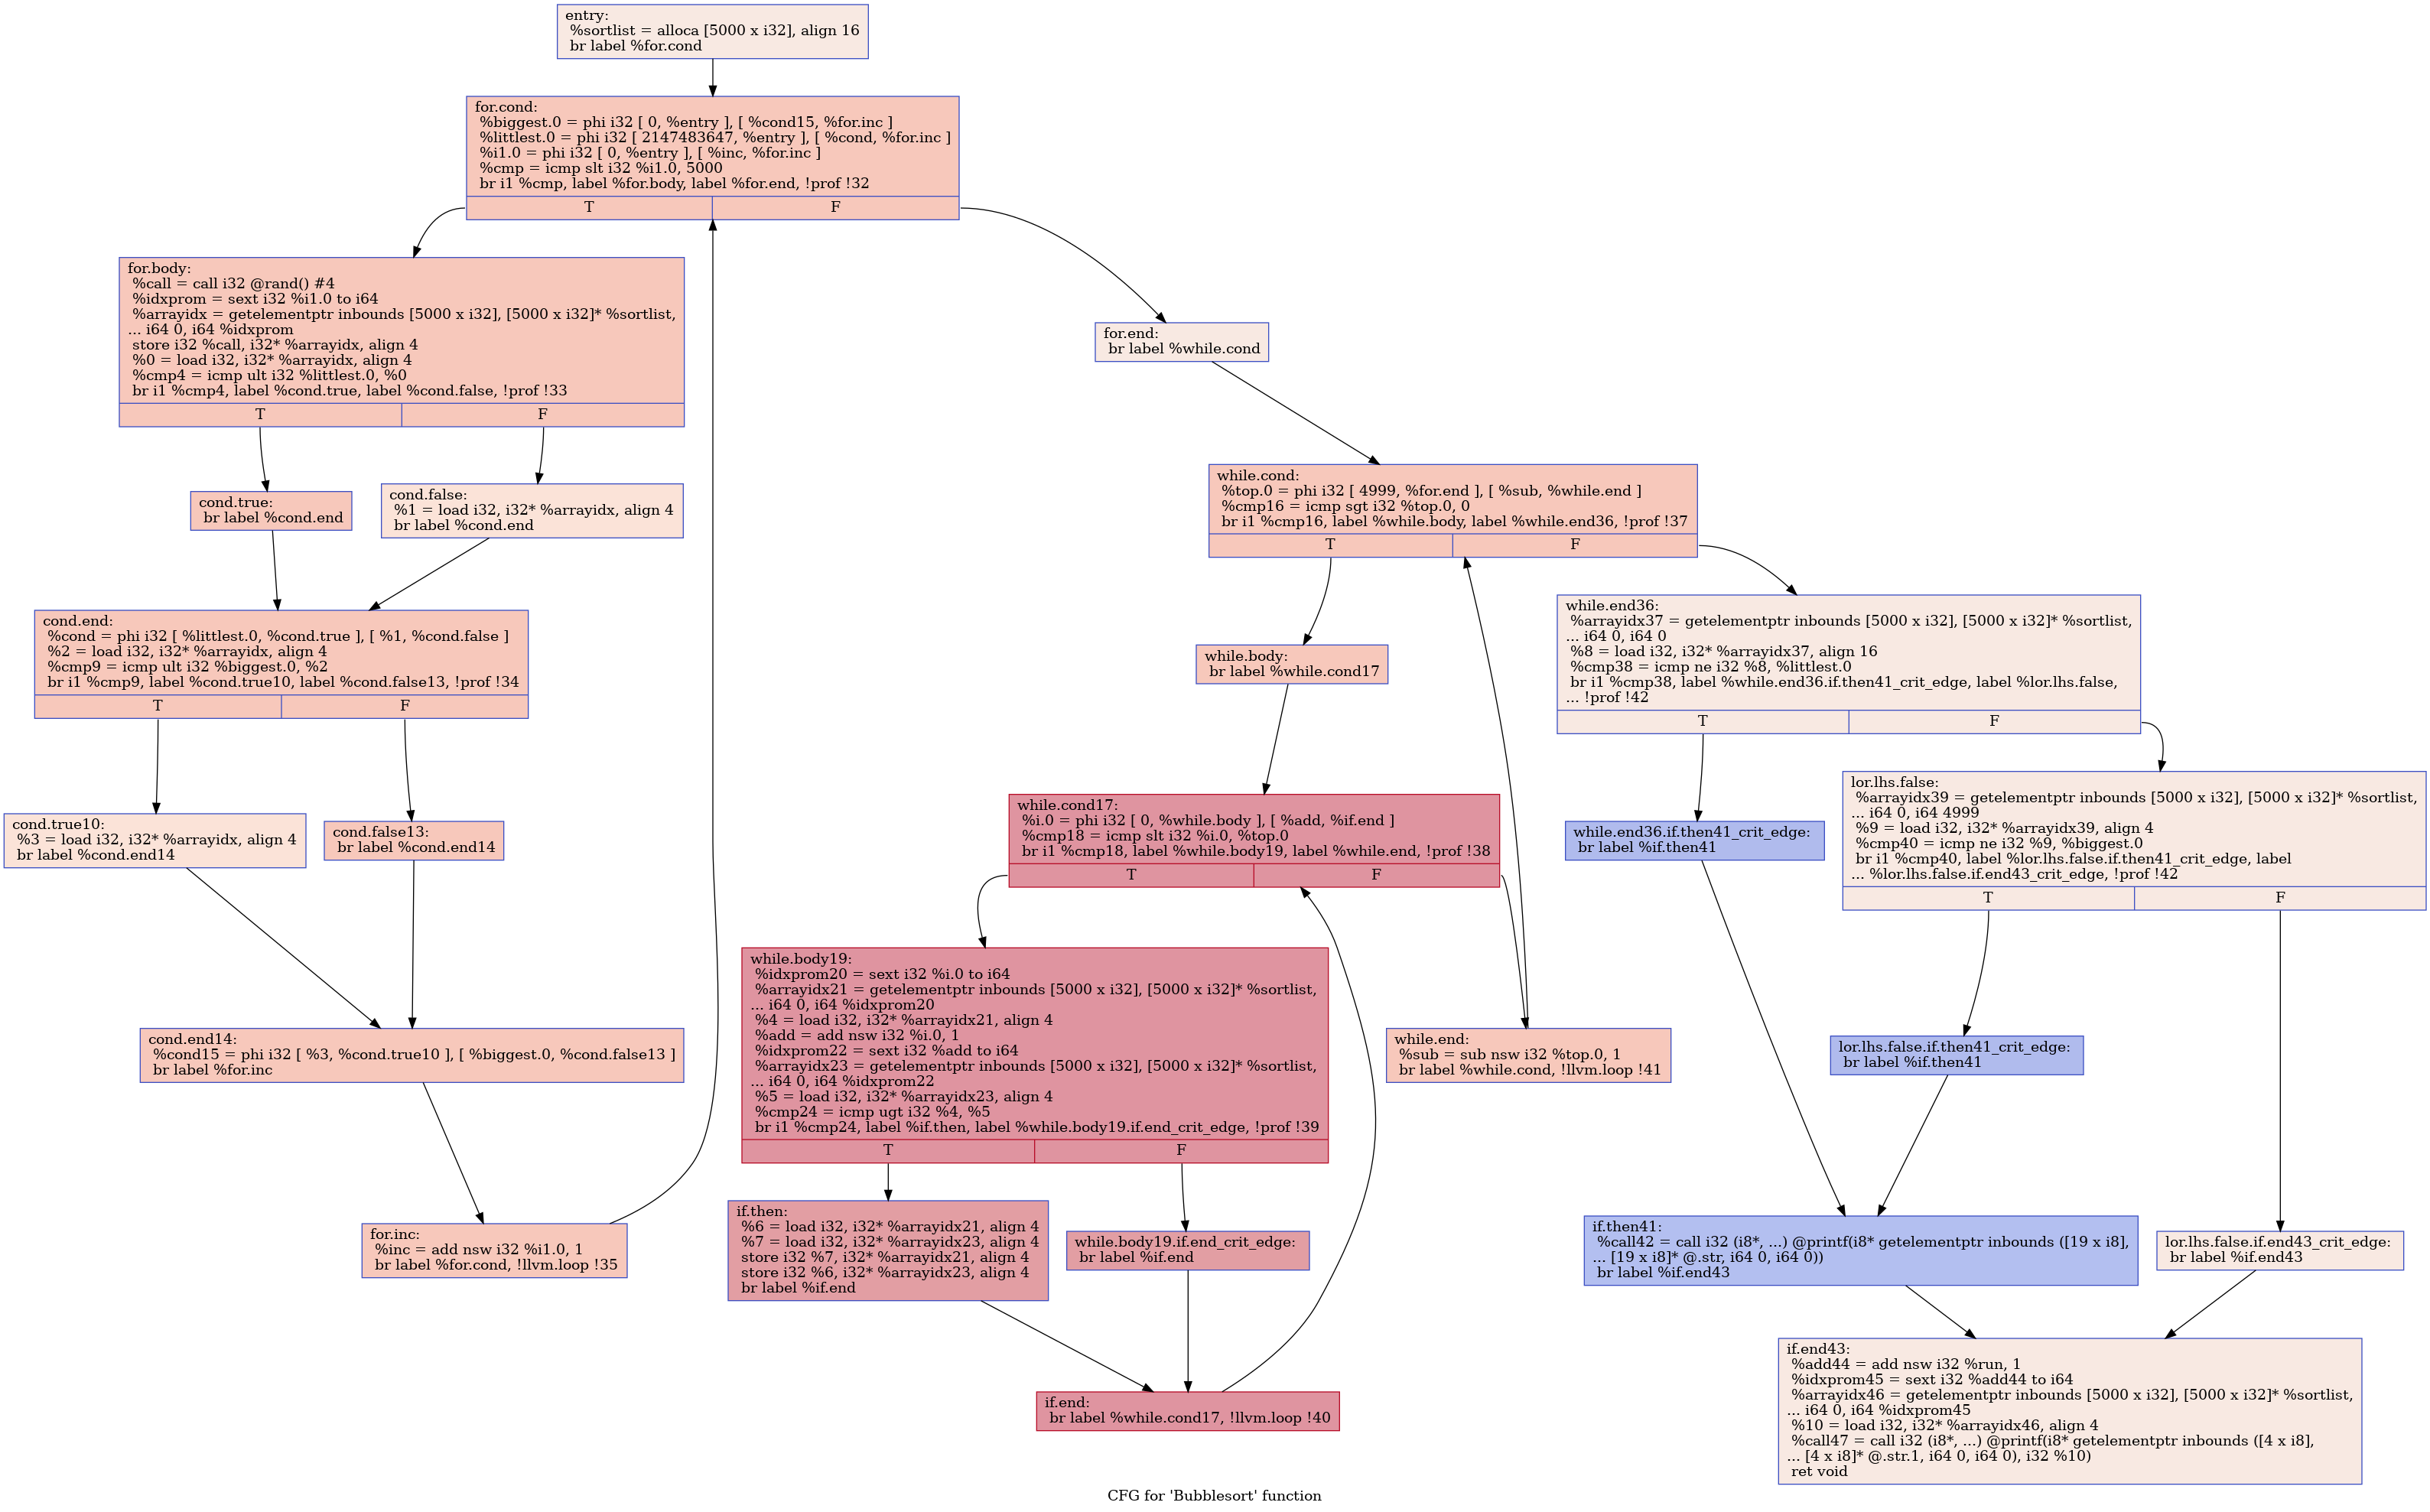 entry:
%sortlist = alloca [5000 x i32], align 16
br label %for.cond
for.cond:
%biggest.0 = phi i32 [ 0, %entry ], [ %cond15, %for.inc ]
%littlest.0 = phi i32 [ 2147483647, %entry ], [ %cond, %for.inc ]
%i1.0 = phi i32 [ 0, %entry ], [ %inc, %for.inc ]
%cmp = icmp slt i32 %i1.0, 5000
br i1 %cmp, label %for.body, label %for.end, !prof !32
T
F
for.body:
%call = call i32 @rand() #4
%idxprom = sext i32 %i1.0 to i64
%arrayidx = getelementptr inbounds [5000 x i32], [5000 x i32]* %sortlist,
... i64 0, i64 %idxprom
store i32 %call, i32* %arrayidx, align 4
%0 = load i32, i32* %arrayidx, align 4
%cmp4 = icmp ult i32 %littlest.0, %0
br i1 %cmp4, label %cond.true, label %cond.false, !prof !33
T
F
cond.true:
br label %cond.end
cond.false:
%1 = load i32, i32* %arrayidx, align 4
br label %cond.end
cond.end:
%cond = phi i32 [ %littlest.0, %cond.true ], [ %1, %cond.false ]
%2 = load i32, i32* %arrayidx, align 4
%cmp9 = icmp ult i32 %biggest.0, %2
br i1 %cmp9, label %cond.true10, label %cond.false13, !prof !34
T
F
cond.true10:
%3 = load i32, i32* %arrayidx, align 4
br label %cond.end14
cond.false13:
br label %cond.end14
cond.end14:
%cond15 = phi i32 [ %3, %cond.true10 ], [ %biggest.0, %cond.false13 ]
br label %for.inc
for.inc:
%inc = add nsw i32 %i1.0, 1
br label %for.cond, !llvm.loop !35
for.end:
br label %while.cond
while.cond:
%top.0 = phi i32 [ 4999, %for.end ], [ %sub, %while.end ]
%cmp16 = icmp sgt i32 %top.0, 0
br i1 %cmp16, label %while.body, label %while.end36, !prof !37
T
F
while.body:
br label %while.cond17
while.cond17:
%i.0 = phi i32 [ 0, %while.body ], [ %add, %if.end ]
%cmp18 = icmp slt i32 %i.0, %top.0
br i1 %cmp18, label %while.body19, label %while.end, !prof !38
T
F
while.body19:
%idxprom20 = sext i32 %i.0 to i64
%arrayidx21 = getelementptr inbounds [5000 x i32], [5000 x i32]* %sortlist,
... i64 0, i64 %idxprom20
%4 = load i32, i32* %arrayidx21, align 4
%add = add nsw i32 %i.0, 1
%idxprom22 = sext i32 %add to i64
%arrayidx23 = getelementptr inbounds [5000 x i32], [5000 x i32]* %sortlist,
... i64 0, i64 %idxprom22
%5 = load i32, i32* %arrayidx23, align 4
%cmp24 = icmp ugt i32 %4, %5
br i1 %cmp24, label %if.then, label %while.body19.if.end_crit_edge, !prof !39
T
F
if.then:
%6 = load i32, i32* %arrayidx21, align 4
%7 = load i32, i32* %arrayidx23, align 4
store i32 %7, i32* %arrayidx21, align 4
store i32 %6, i32* %arrayidx23, align 4
br label %if.end
while.body19.if.end_crit_edge:
br label %if.end
if.end:
br label %while.cond17, !llvm.loop !40
while.end:
%sub = sub nsw i32 %top.0, 1
br label %while.cond, !llvm.loop !41
while.end36:
%arrayidx37 = getelementptr inbounds [5000 x i32], [5000 x i32]* %sortlist,
... i64 0, i64 0
%8 = load i32, i32* %arrayidx37, align 16
%cmp38 = icmp ne i32 %8, %littlest.0
br i1 %cmp38, label %while.end36.if.then41_crit_edge, label %lor.lhs.false,
... !prof !42
T
F
while.end36.if.then41_crit_edge:
br label %if.then41
lor.lhs.false:
%arrayidx39 = getelementptr inbounds [5000 x i32], [5000 x i32]* %sortlist,
... i64 0, i64 4999
%9 = load i32, i32* %arrayidx39, align 4
%cmp40 = icmp ne i32 %9, %biggest.0
br i1 %cmp40, label %lor.lhs.false.if.then41_crit_edge, label
... %lor.lhs.false.if.end43_crit_edge, !prof !42
T
F
lor.lhs.false.if.then41_crit_edge:
br label %if.then41
if.then41:
%call42 = call i32 (i8*, ...) @printf(i8* getelementptr inbounds ([19 x i8],
... [19 x i8]* @.str, i64 0, i64 0))
br label %if.end43
lor.lhs.false.if.end43_crit_edge:
br label %if.end43
if.end43:
%add44 = add nsw i32 %run, 1
%idxprom45 = sext i32 %add44 to i64
%arrayidx46 = getelementptr inbounds [5000 x i32], [5000 x i32]* %sortlist,
... i64 0, i64 %idxprom45
%10 = load i32, i32* %arrayidx46, align 4
%call47 = call i32 (i8*, ...) @printf(i8* getelementptr inbounds ([4 x i8],
... [4 x i8]* @.str.1, i64 0, i64 0), i32 %10)
ret void
CFG for 'Bubblesort' function